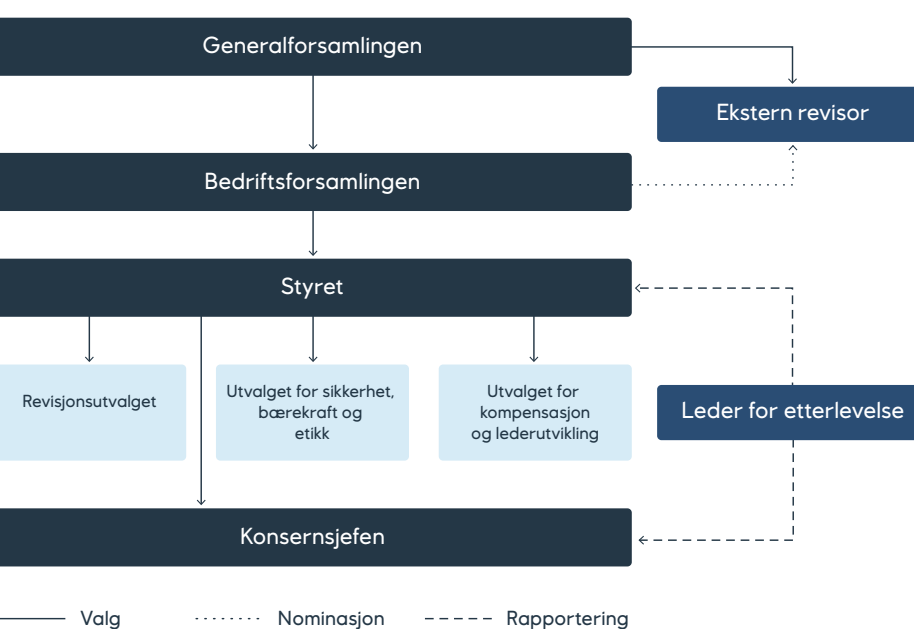 Generalforsamlingen
Ekstern revisor
Bedriftsforsamlingen
Styret
Revisjonsutvalget
Utvalget for sikkerhet,
bærekraft og
etikk
Utvalget for
kompensasjon
og lederutvikling
Leder for etterlevelse
Konsernsjefen
Valg
Nominasjon
Rapportering